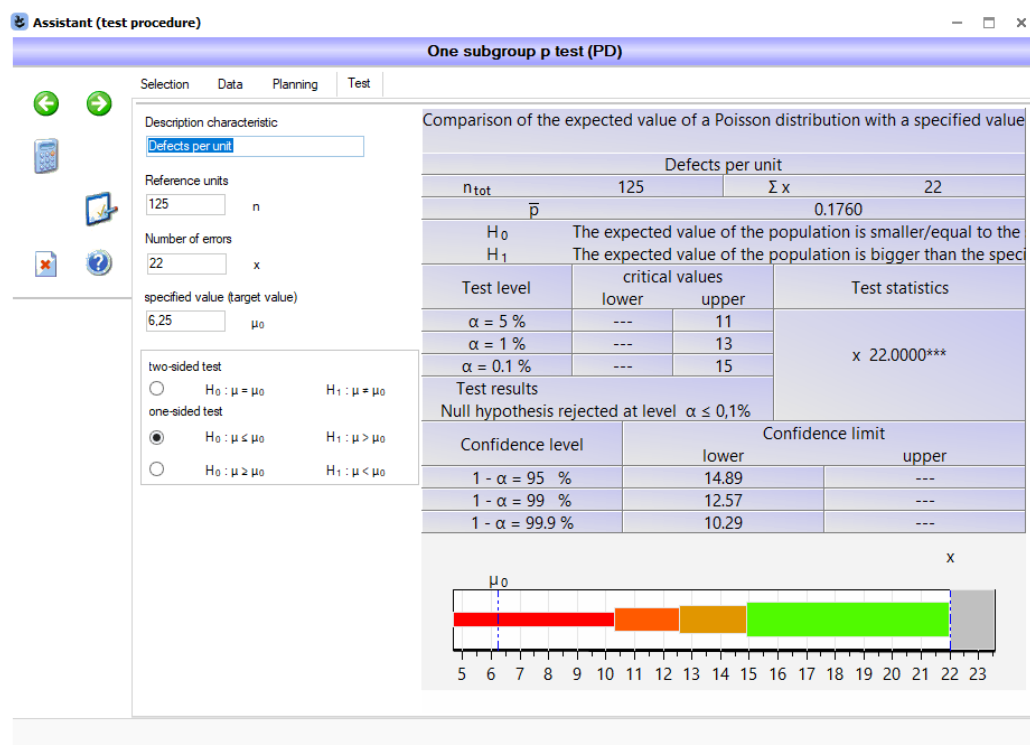 Assistant (test procedure)
One subgroup p test (PD)
Selection Data Planning Test
Description characteristic
Defects per unit
Reference units
125 n
Number of errors
22 x
specified value (target value)
6,25 μ0
two-sided test
H0 : μ = μ0 H1 : μ ≠ μ0
one-sided test
H0 : μ ≤ μ0 H1 : μ > μ0
H0 : μ ≥ μ0 H1 : μ < μ0
Comparison of the expected value of a Poisson distribution with a specified value
Defects per unit
n tot 125 Σ x 22
p̅ 0.1760
H0 The expected value of the population is smaller/equal to the
H1 The expected value of the population is bigger than the speci
Test level critical values Test statistics
lower upper
α = 5 % --- 11
α = 1 % --- 13
α = 0.1 % --- 15
x 22.0000***
Test results
Null hypothesis rejected at level α ≤ 0,1%
Confidence level Confidence limit
lower upper
1 - α = 95 % 14.89 ---
1 - α = 99 % 12.57 ---
1 - α = 99.9 % 10.29 ---
x
μ0
5 6 7 8 9 10 11 12 13 14 15 16 17 18 19 20 21 22 23